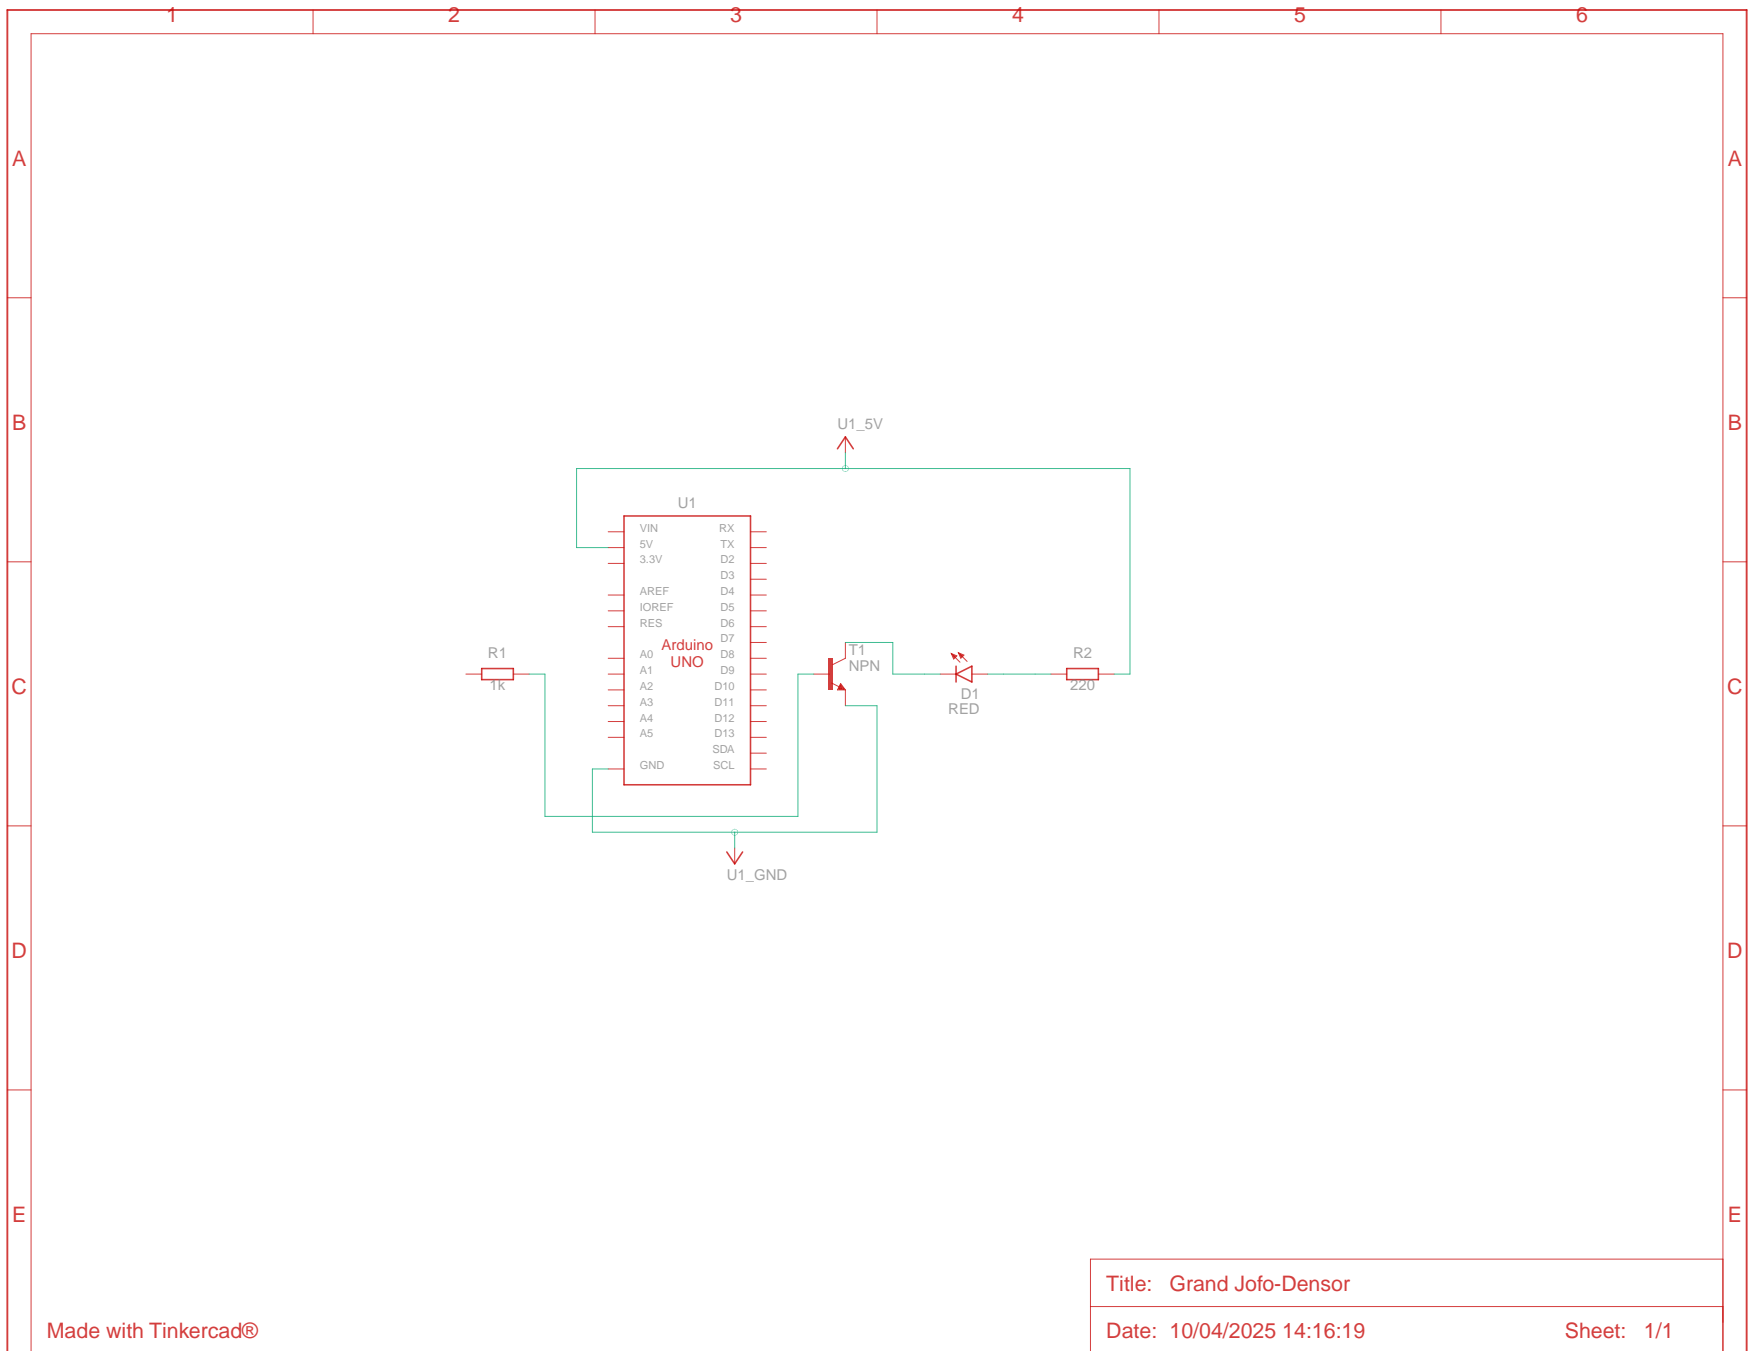 1 2 3 4 5 6
A A
B B
U1_5V
U1
VIN RX
5V TX
3.3V D2
D3
AREF D4
IOREF D5
RES D6
D7
Arduino
UNO
A0 D8
A1 D9
A2 D10
A3 D11
A4 D12
A5 D13
SDA
GND SCL
R1
1k
T1
NPN
D1
RED
R2
220
C C
U1_GND
D D
E E
Title: Grand Jofo-Densor
Made with Tinkercad®
Date: 10/04/2025 14:16:19 Sheet: 1/1